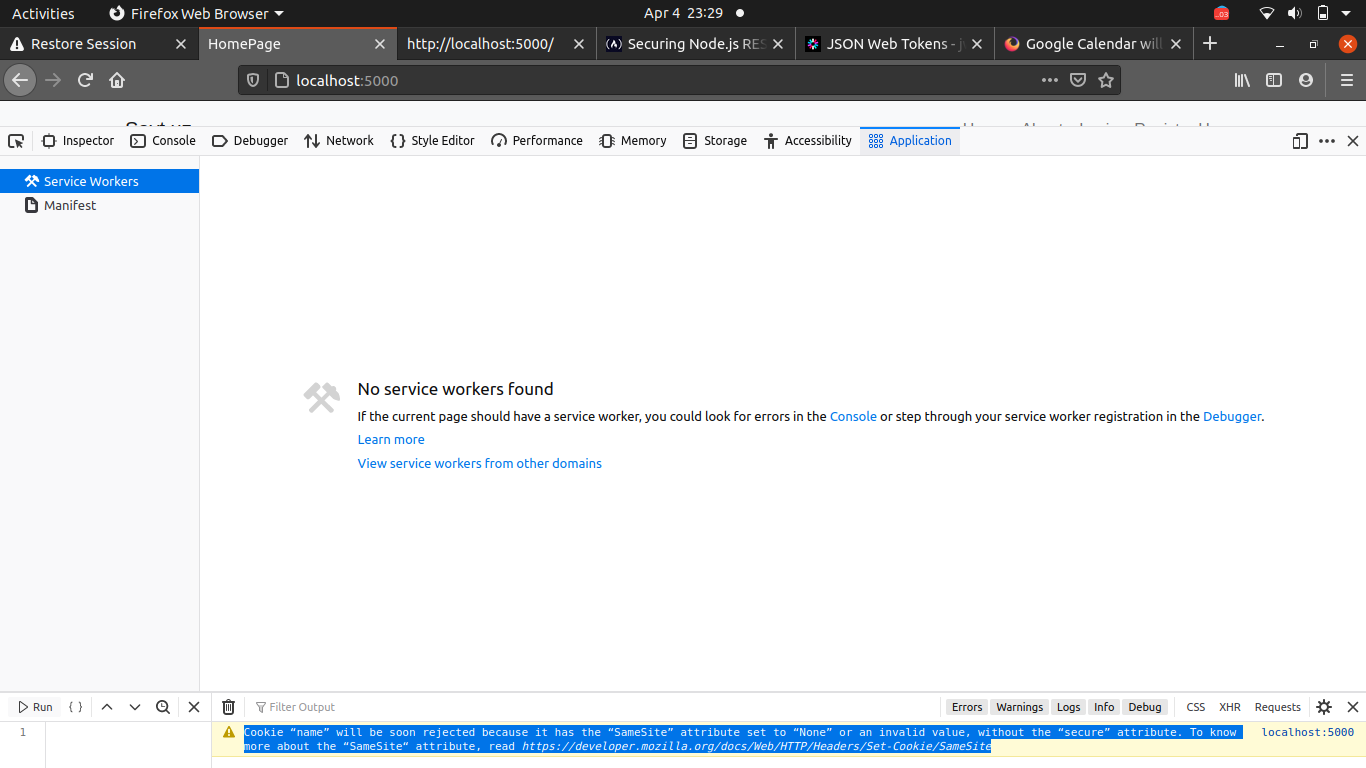 Activities Firefox Web Browser Apr 4 23:29 .03
Restore Session HomePage http://localhost:5000/ Securing Node.js RES JSON Web Tokens - Google Calendar will
localhost:5000
Inspector Console Debugger Network Style Editor Performance Memory Storage Accessibility Application
Service Workers
Manifest
No service workers found
If the current page should have a service worker, you could look for errors in the Console or step through your service worker registration in the Debugger.
Learn more
View service workers from other domains
Run { } Filter Output Errors Warnings Logs Info Debug CSS XHR Requests
1 Cookie “name” will be soon rejected because it has the “SameSite” attribute set to “None” or an invalid value, without the “secure” attribute. To know localhost:5000
more about the “SameSite“ attribute, read https://developer.mozilla.org/docs/Web/HTTP/Headers/Set-Cookie/SameSite